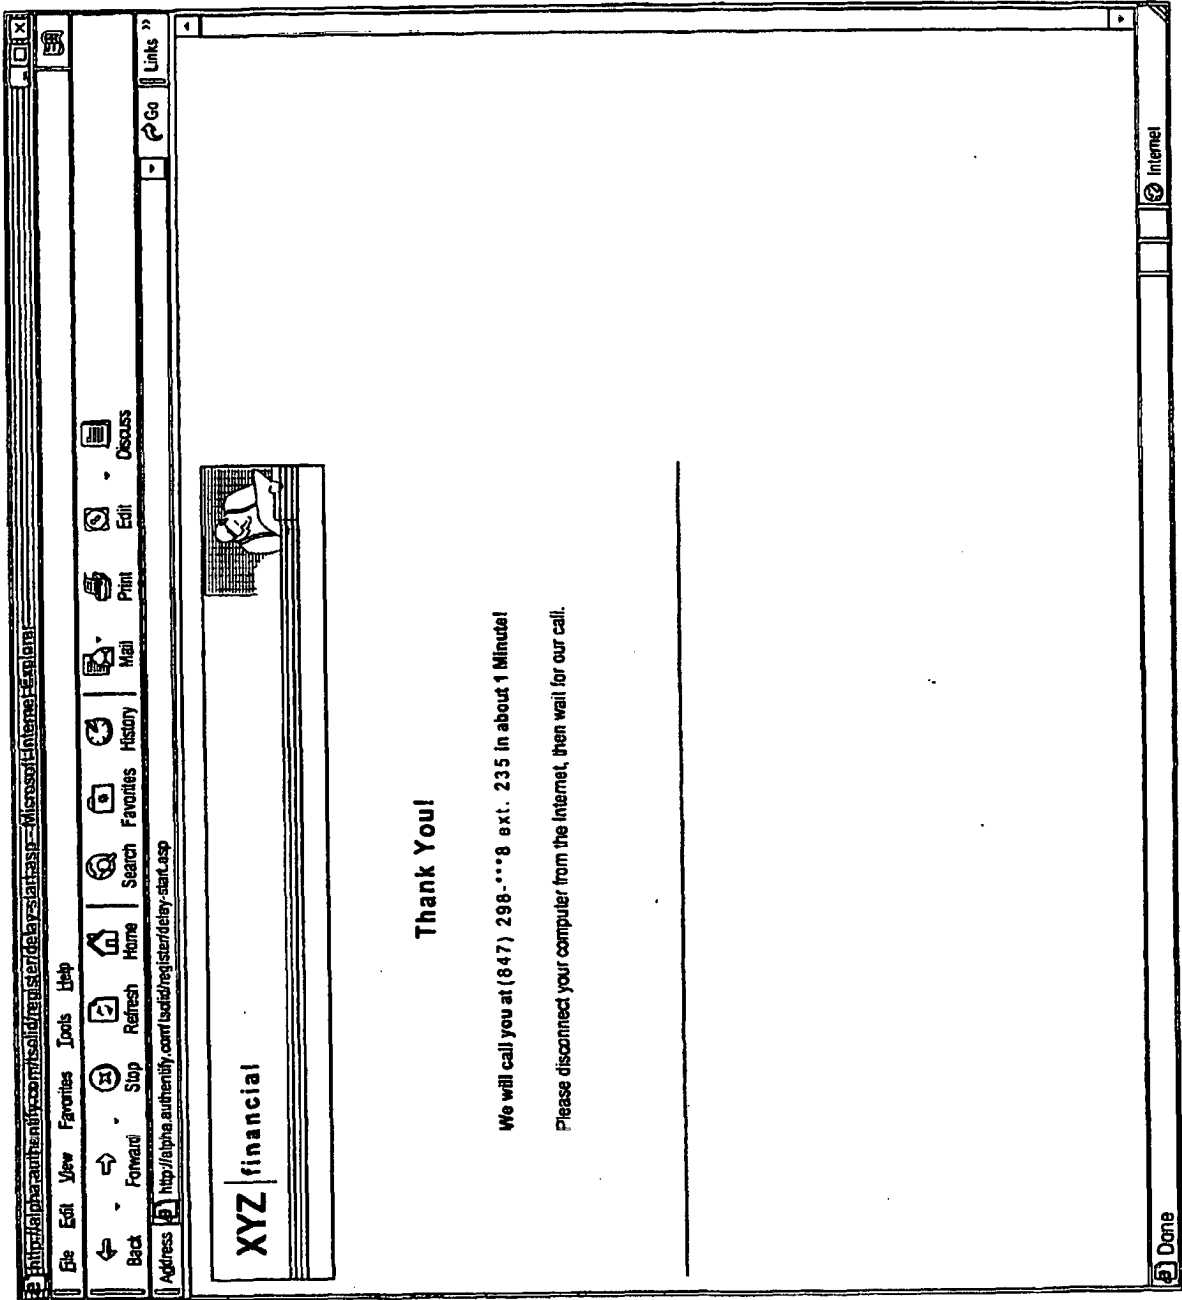 http://alpha.authentify.com/tsolid/register/delay-start.asp - Microsoft Internet Explorer
File Edit View Favorites Tools Help
Back Forward Stop Refresh Home Search Favorites History Mail Print Edit Discuss
Address http://alpha.authentify.com/tsolid/register/delay-start.asp Go Links »
XYZ financial
Thank You!
We will call you at (847) 298-***8 ext. 235 in about 1 Minute!
Please disconnect your computer from the Internet, then wait for our call.
Done Internet